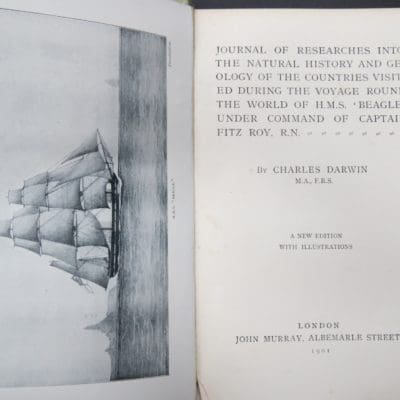 H.M.S. "BEAGLE"
JOURNAL OF RESEARCHES INTO
THE NATURAL HISTORY AND GE-
OLOGY OF THE COUNTRIES VISIT-
ED DURING THE VOYAGE ROUND
THE WORLD OF H.M.S. 'BEAGLE'
UNDER COMMAND OF CAPTAI
FITZ ROY, R.N.
BY CHARLES DARWIN
M.A., F.R.S.
A NEW EDITION
WITH ILLUSTRATIONS
LONDON
JOHN MURRAY, ALBEMARLE STREET
1901